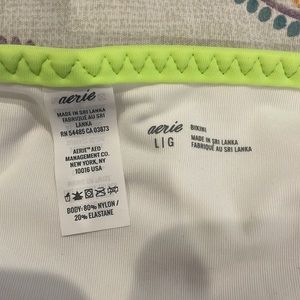 aerie
MADE IN SRI LANKA
FABRIQUÉ AU SRI
LANKA
RN 54485 CA 03873
AERIE™ AEO
MANAGEMENT CO.
NEW YORK, NY
10016 USA
BODY: 80% NYLON /
20% ELASTANE
aerie
L|G
BIKINI
MADE IN SRI LANKA
FABRIQUÉ AU SRI LANKA